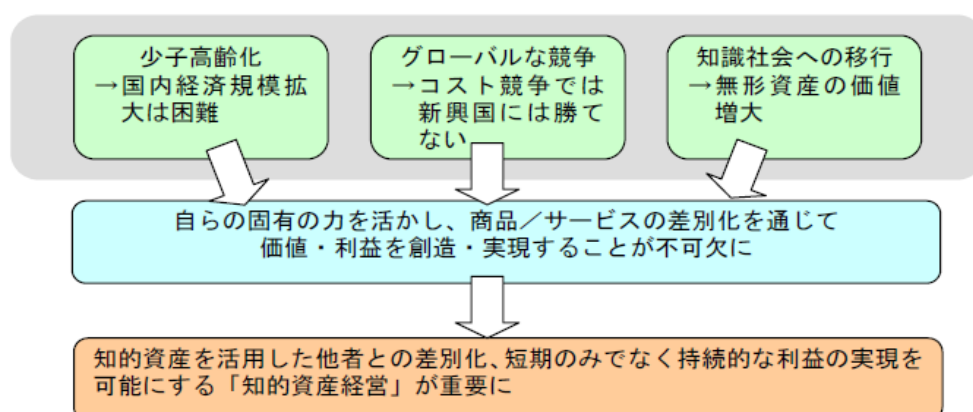 少子高齢化
→国内経済規模拡
大は困難
グローバルな競争
→コスト競争では
新興国には勝て
ない
知識社会への移行
→無形資産の価値
増大
自らの固有の力を活かし、商品／サービスの差別化を通じて
価値・利益を創造・実現することが不可欠に
知的資産を活用した他者との差別化、短期のみでなく持続的な利益の実現を
可能にする「知的資産経営」が重要に